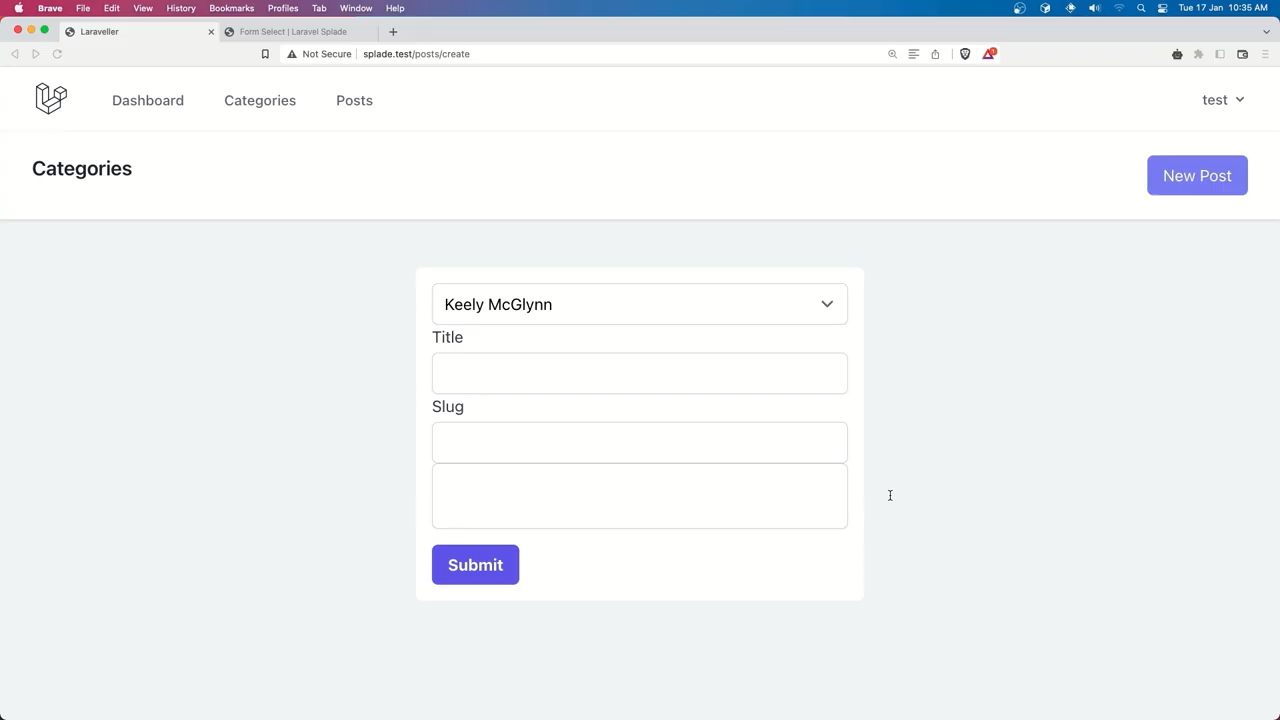 Brave File Edit View History Bookmarks Profiles Tab Window Help Tue 17 Jan 10:35 AM
Laraveller Form Select | Laravel Splade
Not Secure splade.test/posts/create
Dashboard Categories Posts test
Categories
New Post
Keely McGlynn
Title
Slug
Submit